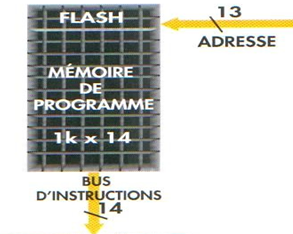 FLASH
13
ADRESSE
MÉMOIRE
DE
PROGRAMME
1k x 14
BUS
D'INSTRUCTIONS
14